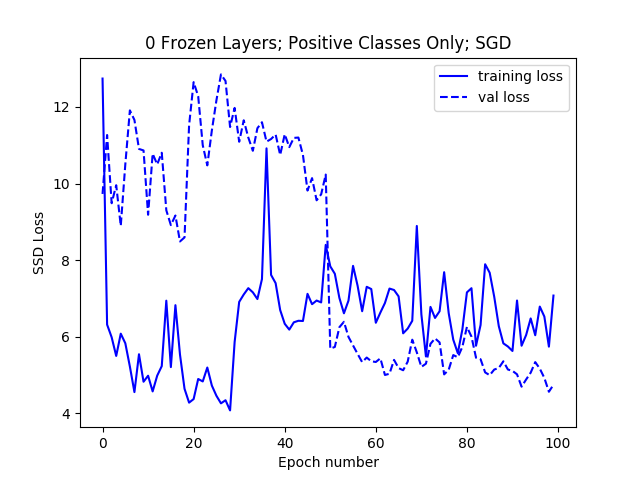 0 Frozen Layers; Positive Classes Only; SGD
training loss
val loss
SSD Loss
12
10
8
6
4
0
20
40
60
80
100
Epoch number